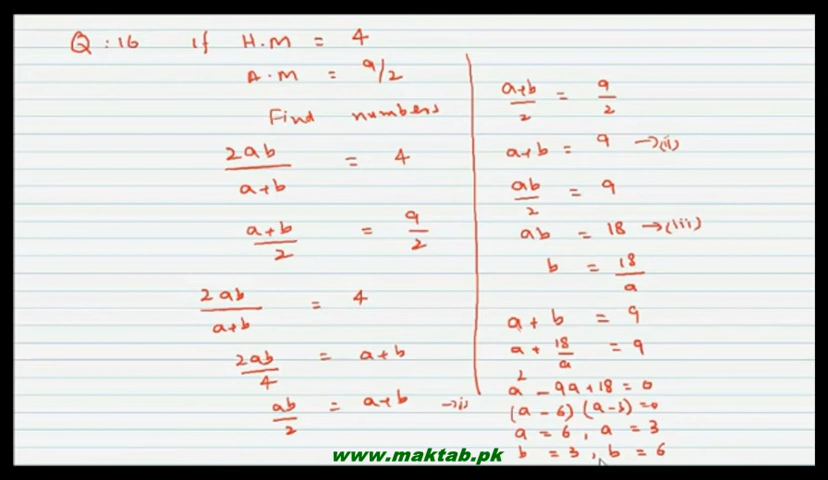 Q : 16 If H.M = 4
A.M = 9/2
Find numbers
2ab/a+b = 4
a+b/2 = 9/2
2ab/a+b = 4
2ab/4 = a+b
ab/2 = a+b →i)
a+b/2 = 9/2
a+b = 9 →(ii)
ab/2 = 9
ab = 18 →(iii)
b = 18/a
a + b = 9
a + 18/a = 9
a² - 9a + 18 = 0
(a - 6) (a - 3) = 0
a = 6, a = 3
b = 3, b = 6
www.maktab.pk